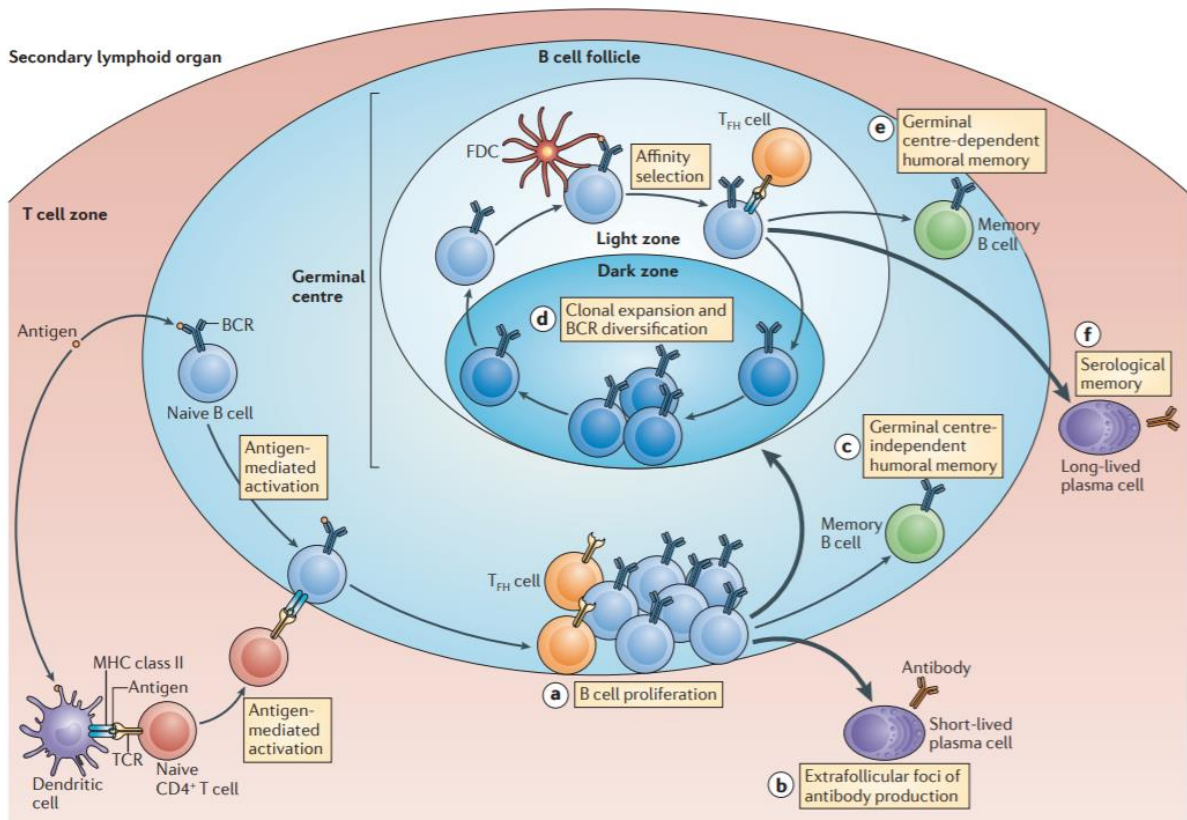 Secondary lymphoid organ
B cell follicle
T cell zone
Germinal
centre
FDC
Affinity
selection
T_FH cell
Light zone
Dark zone
d
Clonal expansion and
BCR diversification
e
Germinal
centre-dependent
humoral memory
Memory
B cell
f
Serological
memory
Long-lived
plasma cell
Antigen
BCR
Naive B cell
Antigen-
mediated
activation
c
Germinal centre-
independent
humoral memory
Memory
B cell
T_FH cell
a
B cell proliferation
MHC class II
Antigen
TCR
Dendritic
cell
Naive
CD4⁺ T cell
Antigen-
mediated
activation
Antibody
Short-lived
plasma cell
b
Extrafollicular foci of
antibody production